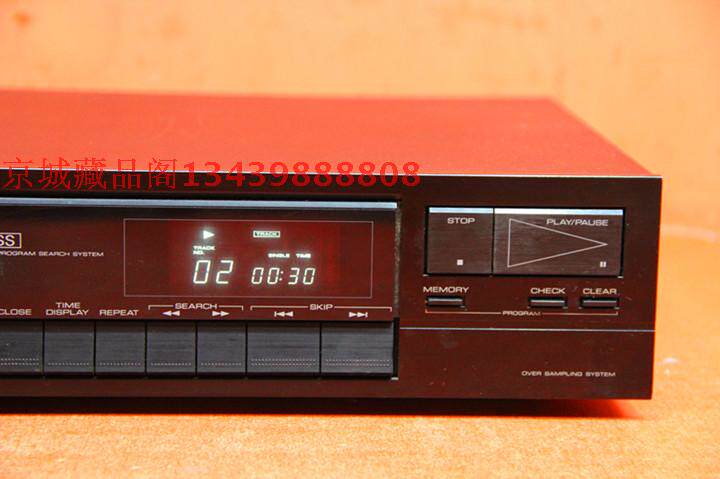 京城藏品阁13439888808
SS
PROGRAM SEARCH SYSTEM
TRACK
TRACK NO.
SINGLE TIME
02 00:30
STOP
PLAY/PAUSE
MEMORY
CHECK
CLEAR
PROGRAM
CLOSE
TIME DISPLAY
REPEAT
SEARCH
SKIP
OVER SAMPLING SYSTEM